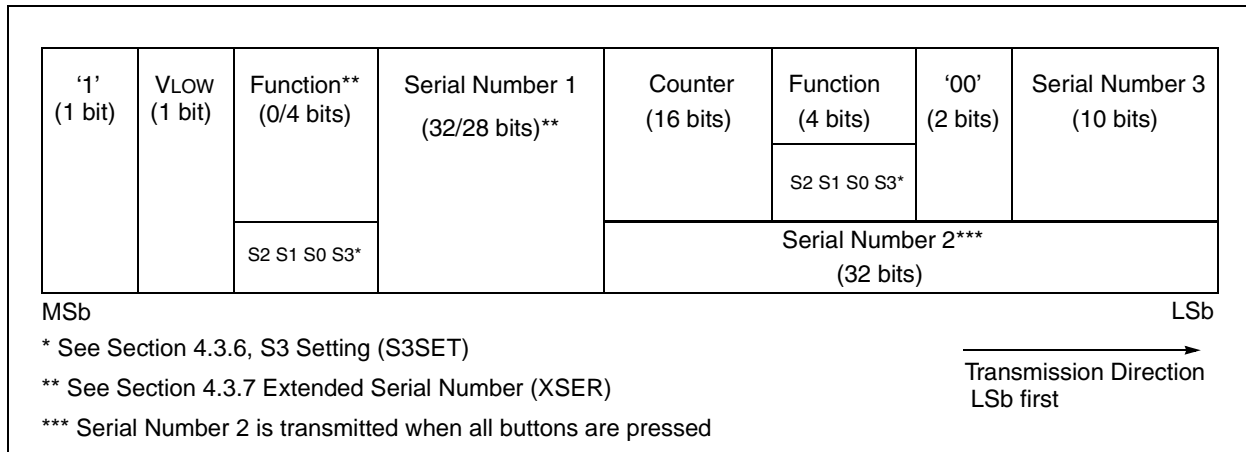 ‘1’
(1 bit)
VLOW
(1 bit)
Function**
(0/4 bits)
S2 S1 S0 S3*
Serial Number 1
(32/28 bits)**
Counter
(16 bits)
Function
(4 bits)
S2 S1 S0 S3*
‘00’
(2 bits)
Serial Number 3
(10 bits)
Serial Number 2***
(32 bits)
MSb
LSb
* See Section 4.3.6, S3 Setting (S3SET)
** See Section 4.3.7 Extended Serial Number (XSER)
*** Serial Number 2 is transmitted when all buttons are pressed
Transmission Direction
LSb first